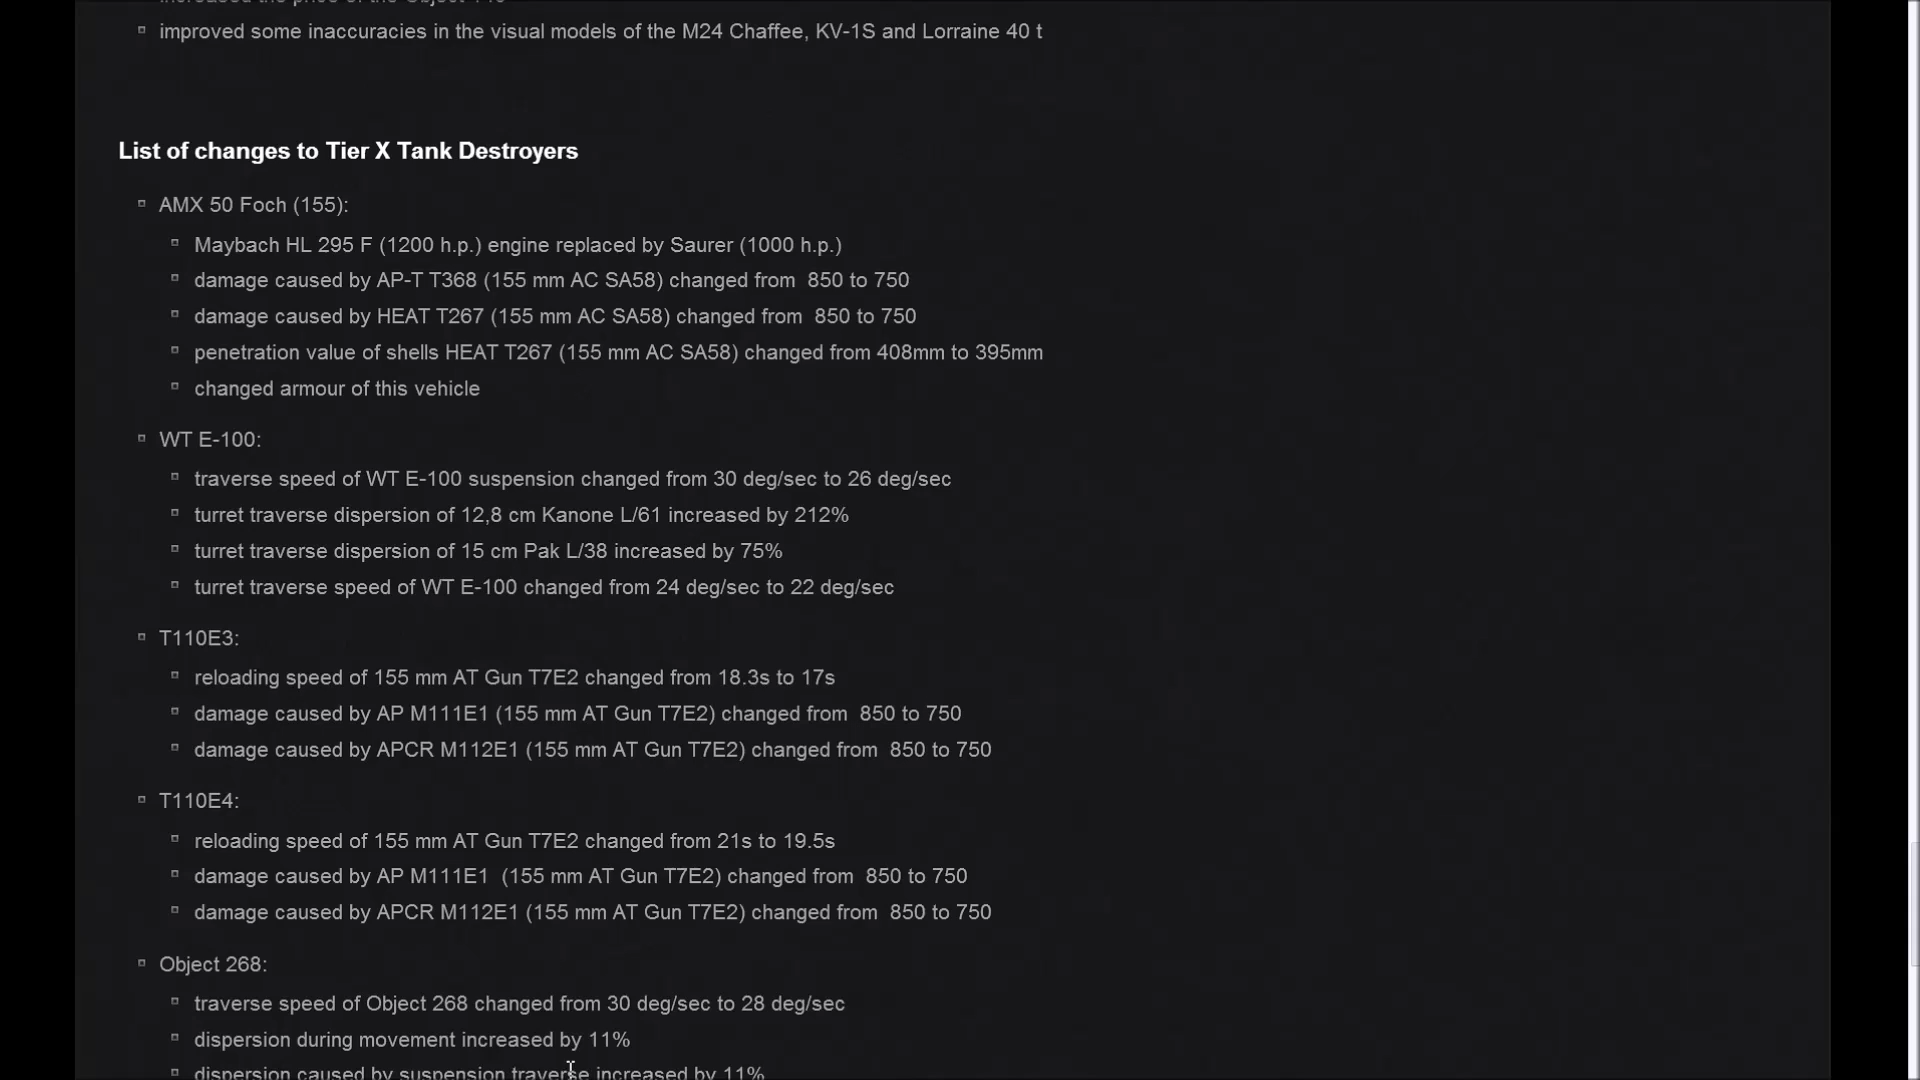 increased the price of the Object 140
improved some inaccuracies in the visual models of the M24 Chaffee, KV-1S and Lorraine 40 t
List of changes to Tier X Tank Destroyers
AMX 50 Foch (155):
Maybach HL 295 F (1200 h.p.) engine replaced by Saurer (1000 h.p.)
damage caused by AP-T T368 (155 mm AC SA58) changed from 850 to 750
damage caused by HEAT T267 (155 mm AC SA58) changed from 850 to 750
penetration value of shells HEAT T267 (155 mm AC SA58) changed from 408mm to 395mm
changed armour of this vehicle
WT E-100:
traverse speed of WT E-100 suspension changed from 30 deg/sec to 26 deg/sec
turret traverse dispersion of 12,8 cm Kanone L/61 increased by 212%
turret traverse dispersion of 15 cm Pak L/38 increased by 75%
turret traverse speed of WT E-100 changed from 24 deg/sec to 22 deg/sec
T110E3:
reloading speed of 155 mm AT Gun T7E2 changed from 18.3s to 17s
damage caused by AP M111E1 (155 mm AT Gun T7E2) changed from 850 to 750
damage caused by APCR M112E1 (155 mm AT Gun T7E2) changed from 850 to 750
T110E4:
reloading speed of 155 mm AT Gun T7E2 changed from 21s to 19.5s
damage caused by AP M111E1 (155 mm AT Gun T7E2) changed from 850 to 750
damage caused by APCR M112E1 (155 mm AT Gun T7E2) changed from 850 to 750
Object 268:
traverse speed of Object 268 changed from 30 deg/sec to 28 deg/sec
dispersion during movement increased by 11%
dispersion caused by suspension traverse increased by 11%